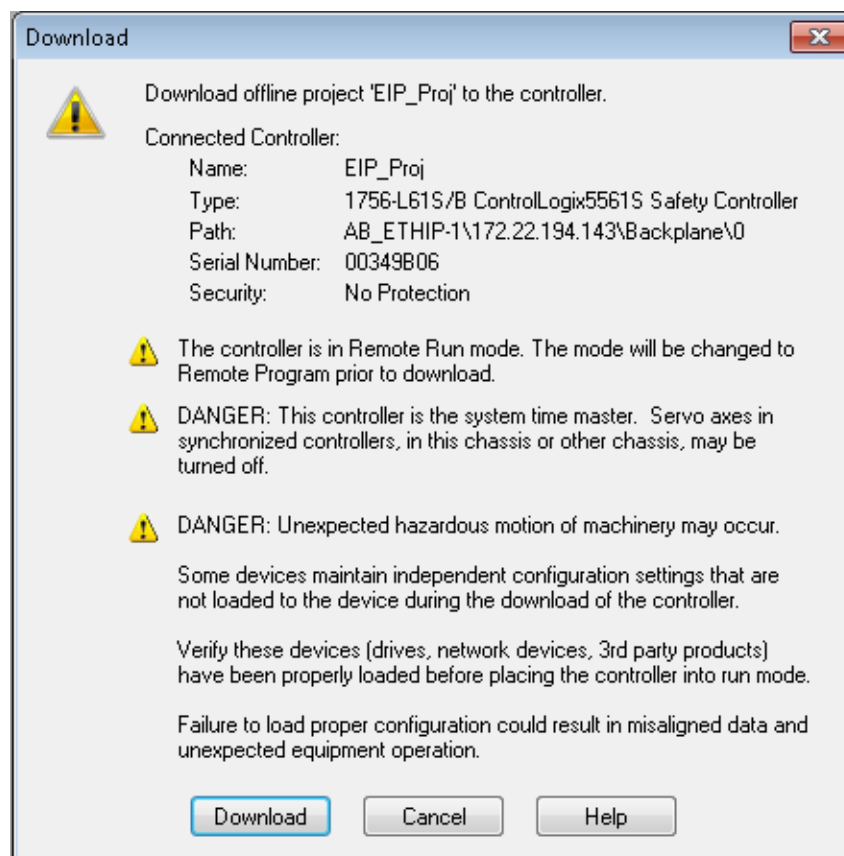 Download
Download offline project 'EIP_Proj' to the controller.
Connected Controller:
Name: EIP_Proj
Type: 1756-L61S/B ControlLogix5561S Safety Controller
Path: AB_ETHIP-1\172.22.194.143\Backplane\0
Serial Number: 00349B06
Security: No Protection
The controller is in Remote Run mode. The mode will be changed to
Remote Program prior to download.
DANGER: This controller is the system time master.  Servo axes in
synchronized controllers, in this chassis or other chassis, may be
turned off.
DANGER: Unexpected hazardous motion of machinery may occur.
Some devices maintain independent configuration settings that are
not loaded to the device during the download of the controller.
Verify these devices (drives, network devices, 3rd party products)
have been properly loaded before placing the controller into run mode.
Failure to load proper configuration could result in misaligned data and
unexpected equipment operation.
Download Cancel Help